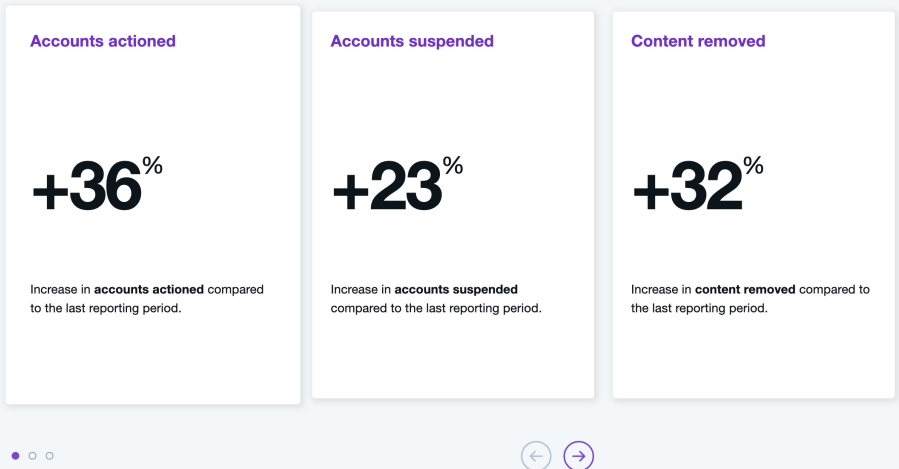 Accounts actioned
+36%
Increase in accounts actioned compared
to the last reporting period.
Accounts suspended
+23%
Increase in accounts suspended
compared to the last reporting period.
Content removed
+32%
Increase in content removed compared to
the last reporting period.